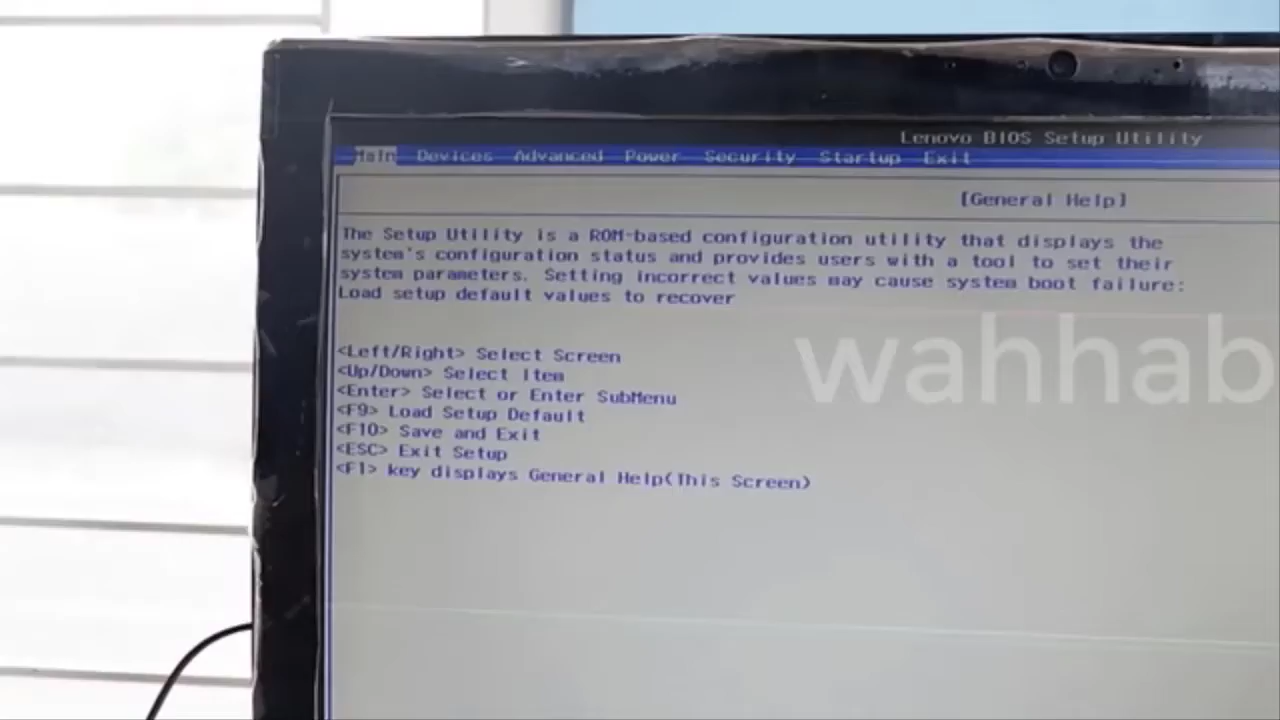 Lenovo BIOS Setup Utility
Main Devices Advanced Power Security Startup Exit
[General Help]
The Setup Utility is a ROM-based configuration utility that displays the
system's configuration status and provides users with a tool to set their
system parameters. Setting incorrect values may cause system boot failure:
Load setup default values to recover
<Left/Right> Select Screen
<Up/Down> Select Item
<Enter> Select or Enter SubMenu
<F9> Load Setup Default
<F10> Save and Exit
<ESC> Exit Setup
<F1> key displays General Help(This Screen)
wahhab